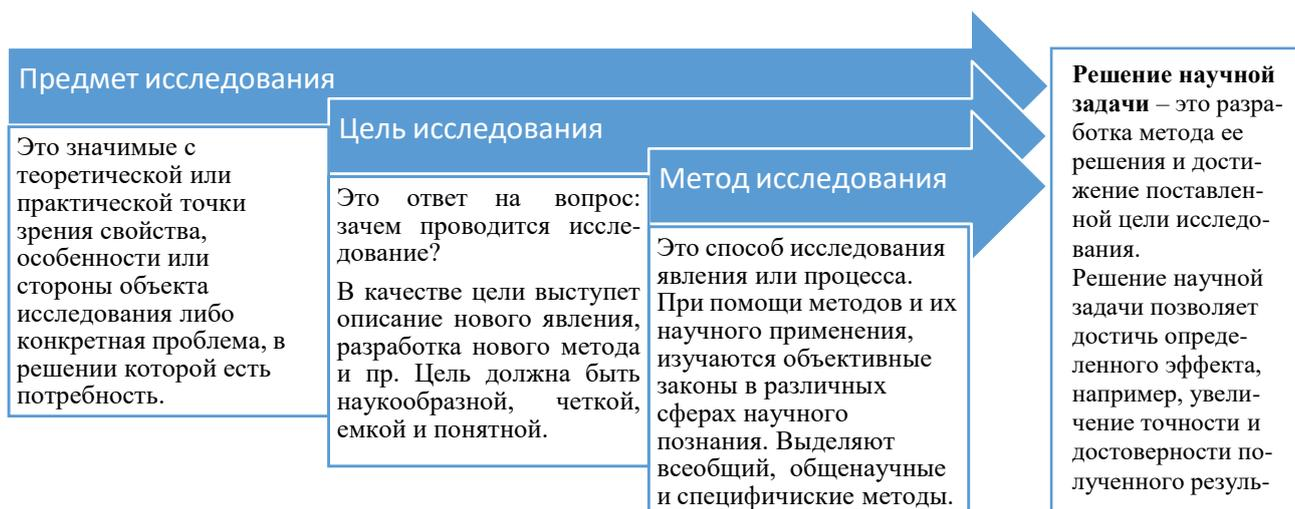 Предмет исследования
Это значимые с
теоретической или
практической точки
зрения свойства,
особенности или
стороны объекта
исследования либо
конкретная проблема, в
решении которой есть
потребность.
Цель исследования
Это ответ на вопрос:
зачем проводится иссле-
дование?
В качестве цели выступет
описание нового явления,
разработка нового метода
и пр. Цель должна быть
наукообразной, четкой,
емкой и понятной.
Метод исследования
Это способ исследования
явления или процесса.
При помощи методов и их
научного применения,
изучаются объективные
законы в различных
сферах научного
познания. Выделяют
всеобщий, общенаучные
и специфичиские методы.
Решение научной
задачи – это разра-
ботка метода ее
решения и дости-
жение поставлен-
ной цели исследо-
вания.
Решение научной
задачи позволяет
достичь опреде-
ленного эффекта,
например, увели-
чение точности и
достоверности по-
лученного резуль-